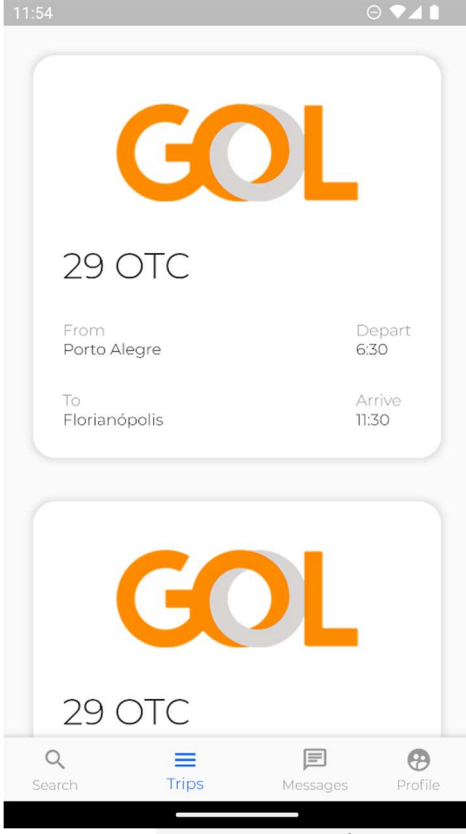 11:54
GOL
29 OTC
From
Depart
Porto Alegre
6:30
To
Arrive
Florianópolis
11:30
GOL
29 OTC
Search
Trips
Messages
Profile